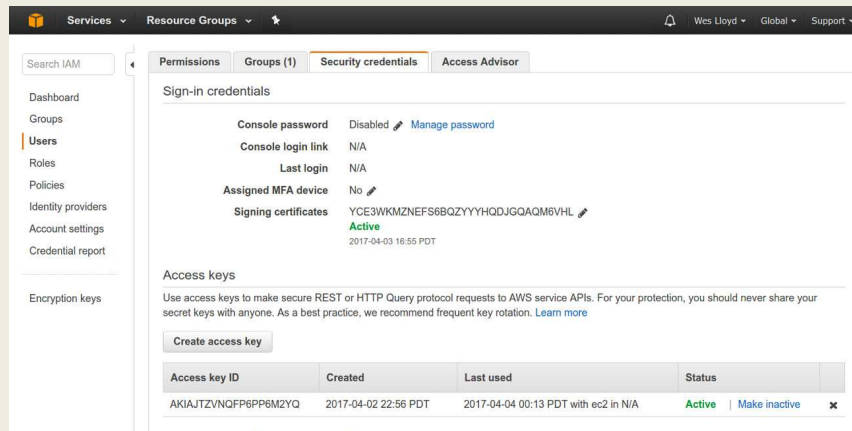 Services Resource Groups Wes Lloyd Global Support
Search IAM
Dashboard
Groups
Users
Roles
Policies
Identity providers
Account settings
Credential report
Encryption keys
Permissions Groups (1) Security credentials Access Advisor
Sign-in credentials
Console password Disabled Manage password
Console login link N/A
Last login N/A
Assigned MFA device No
Signing certificates YCE3WKMZNEFS6BQZYYYHQDJGQAQM6VHL
Active
2017-04-03 16:55 PDT
Access keys
Use access keys to make secure REST or HTTP Query protocol requests to AWS service APIs. For your protection, you should never share your
secret keys with anyone. As a best practice, we recommend frequent key rotation. Learn more
Create access key
Access key ID Created Last used Status
AKIAJTZVNQFP6PP6M2YQ 2017-04-02 22:56 PDT 2017-04-04 00:13 PDT with ec2 in N/A Active | Make inactive